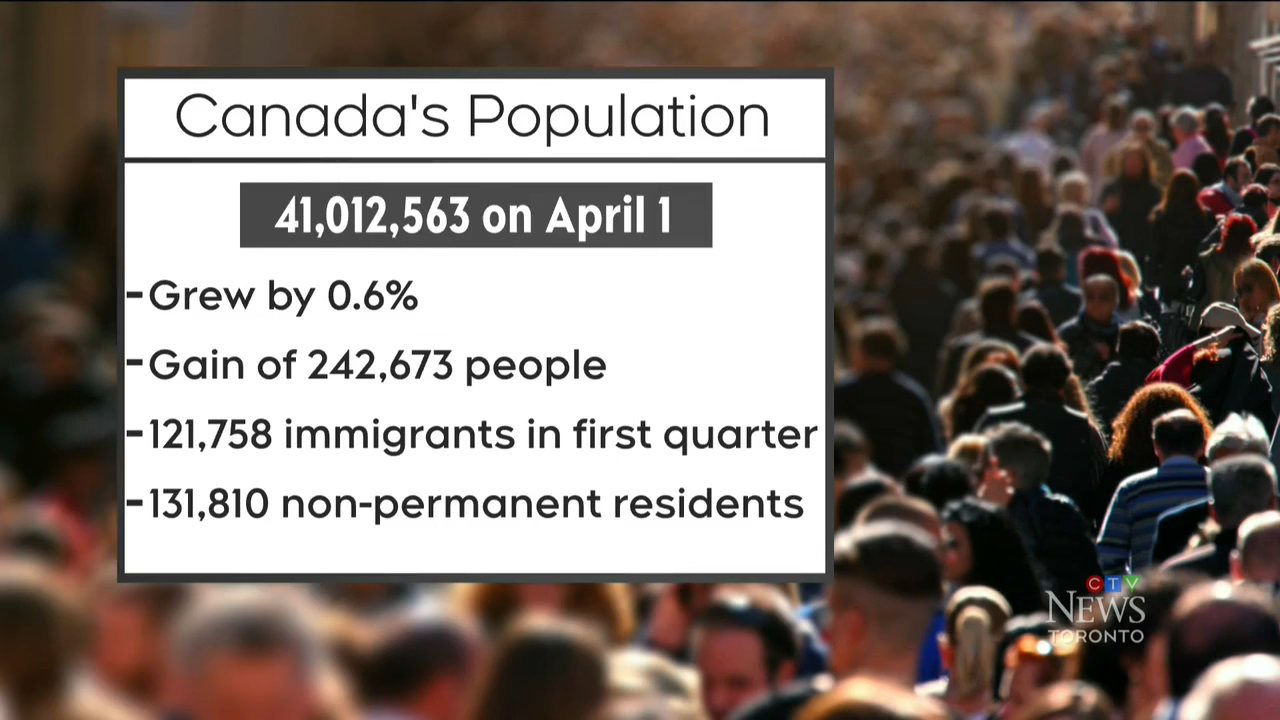 Canada's Population
41,012,563 on April 1
-Grew by 0.6%
-Gain of 242,673 people
-121,758 immigrants in first quarter
-131,810 non-permanent residents
CTV
NEWS
TORONTO